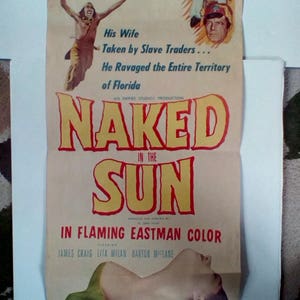 His Wife
Taken by Slave Traders...
He Ravaged the Entire Territory
of Florida
NAKED
IN THE
SUN
IN FLAMING EASTMAN COLOR
JAMES CRAIG LITA MILAN BARTON McLANE